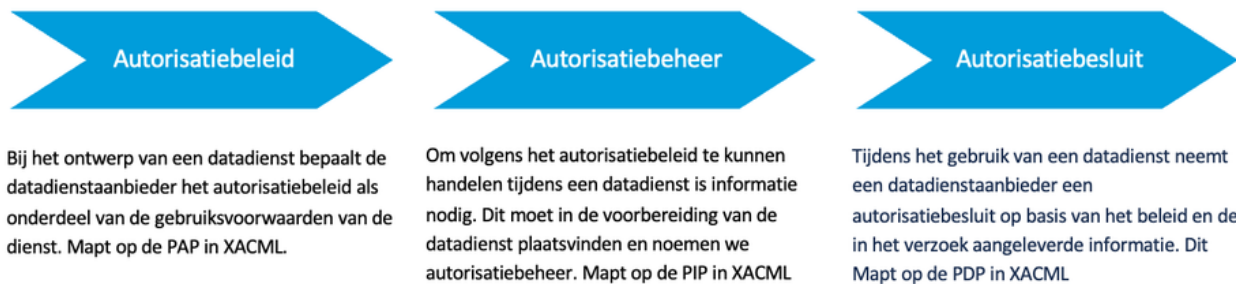 Autorisatiebeleid
Bij het ontwerp van een datadienst bepaalt de
datadienstaanbieder het autorisatiebeleid als
onderdeel van de gebruiksvoorwaarden van de
dienst. Mapt op de PAP in XACML.
Autorisatiebeheer
Om volgens het autorisatiebeleid te kunnen
handelen tijdens een datadienst is informatie
nodig. Dit moet in de voorbereiding van de
datadienst plaatsvinden en noemen we
autorisatiebeheer. Mapt op de PIP in XACML
Autorisatiebesluit
Tijdens het gebruik van een datadienst neemt
een datadienstaanbieder een
autorisatiebesluit op basis van het beleid en de
in het verzoek aangeleverde informatie. Dit
Mapt op de PDP in XACML